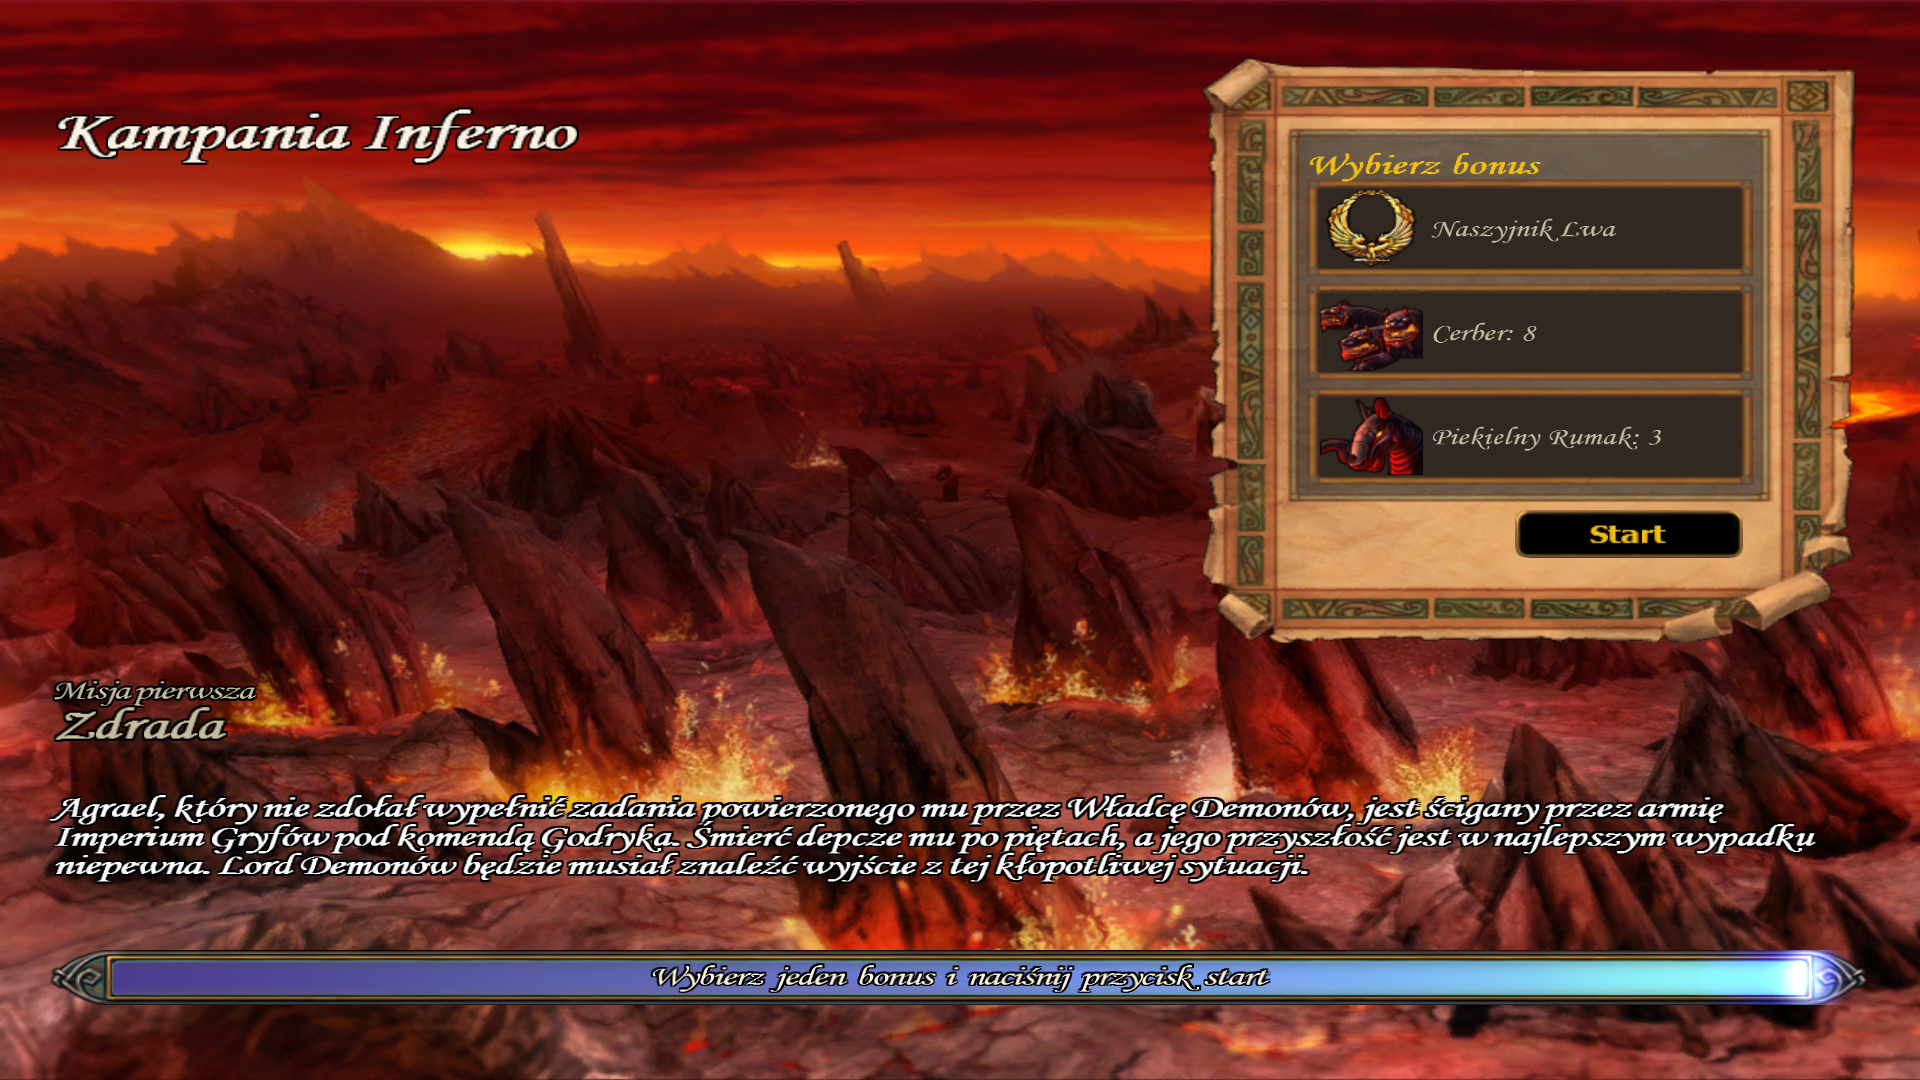 Kampania Inferno
Wybierz bonus
Naszyjnik Lwa
Cerber: 8
Piekielny Rumak: 3
Start
Misja pierwsza
Zdrada
Agrael, który nie zdołał wypełnić zadania powierzonego mu przez Władcę Demonów, jest ścigany przez armię
Imperium Gryfów pod komendą Godryka. Śmierć depcze mu po piętach, a jego przyszłość jest w najlepszym wypadku
niepewna. Lord Demonów będzie musiał znaleźć wyjście z tej kłopotliwej sytuacji.
Wybierz jeden bonus i naciśnij przycisk start